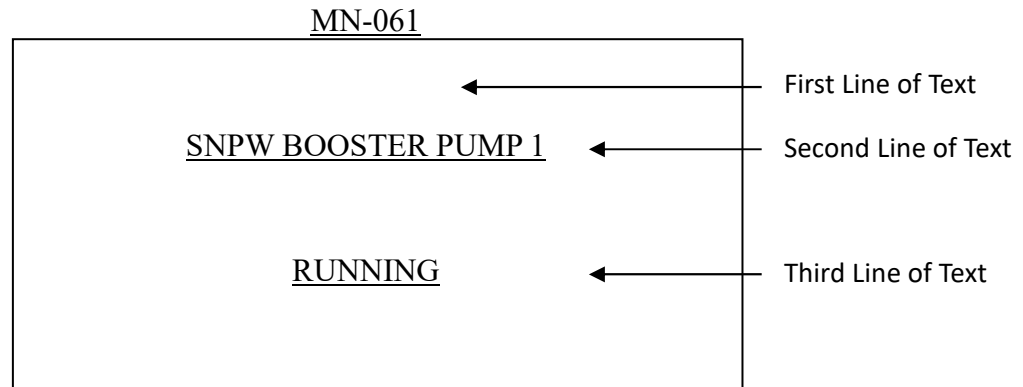 MN-061
First Line of Text
SNPW BOOSTER PUMP 1 Second Line of Text
RUNNING Third Line of Text